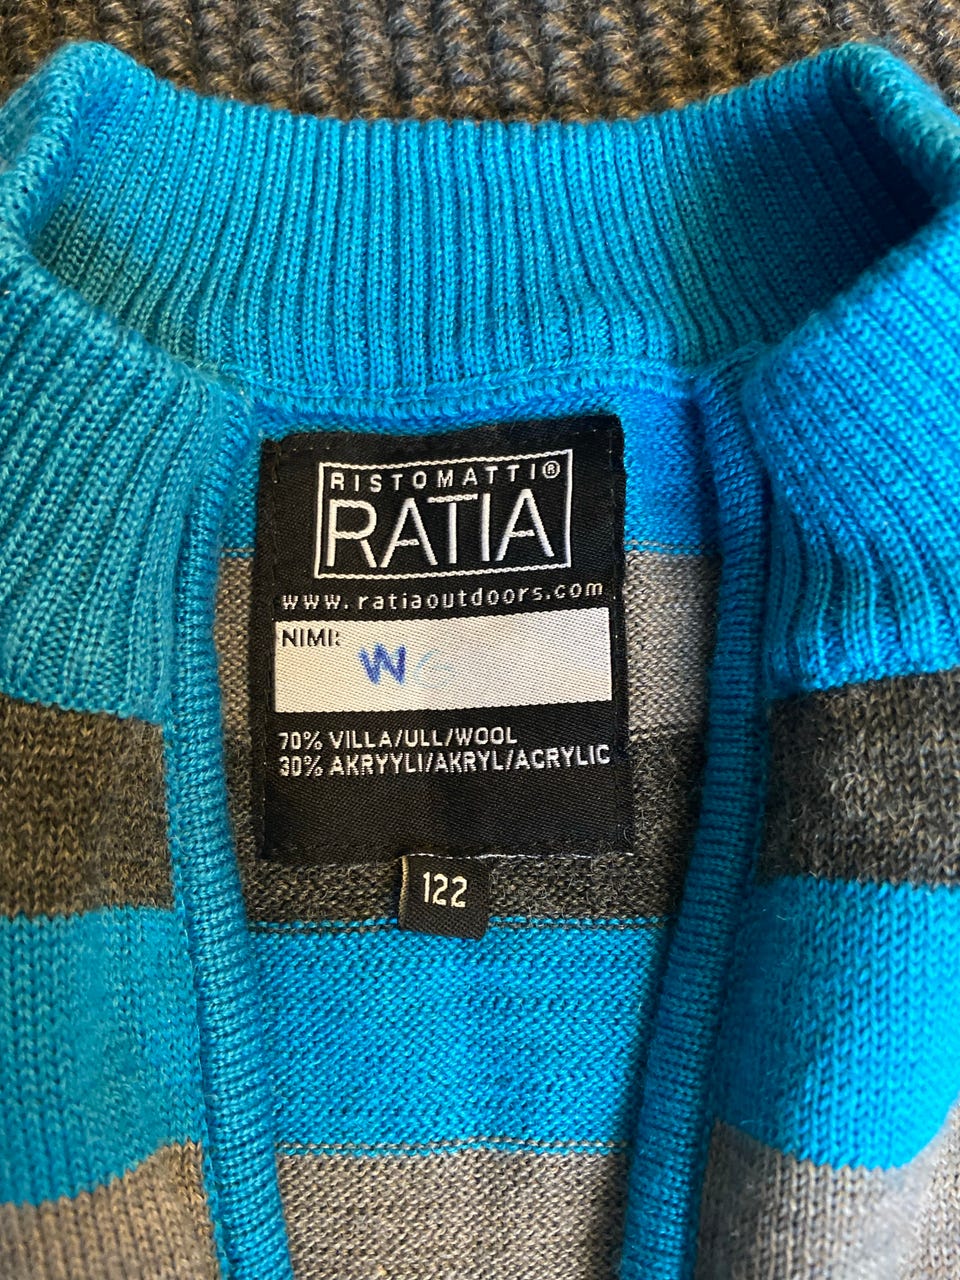 RISTOMATTI®
RATIA
www.ratiaoutdoors.com
NIMI:
W
70% VILLA/ULL/WOOL
30% AKRYYLI/AKRYL/ACRYLIC
122